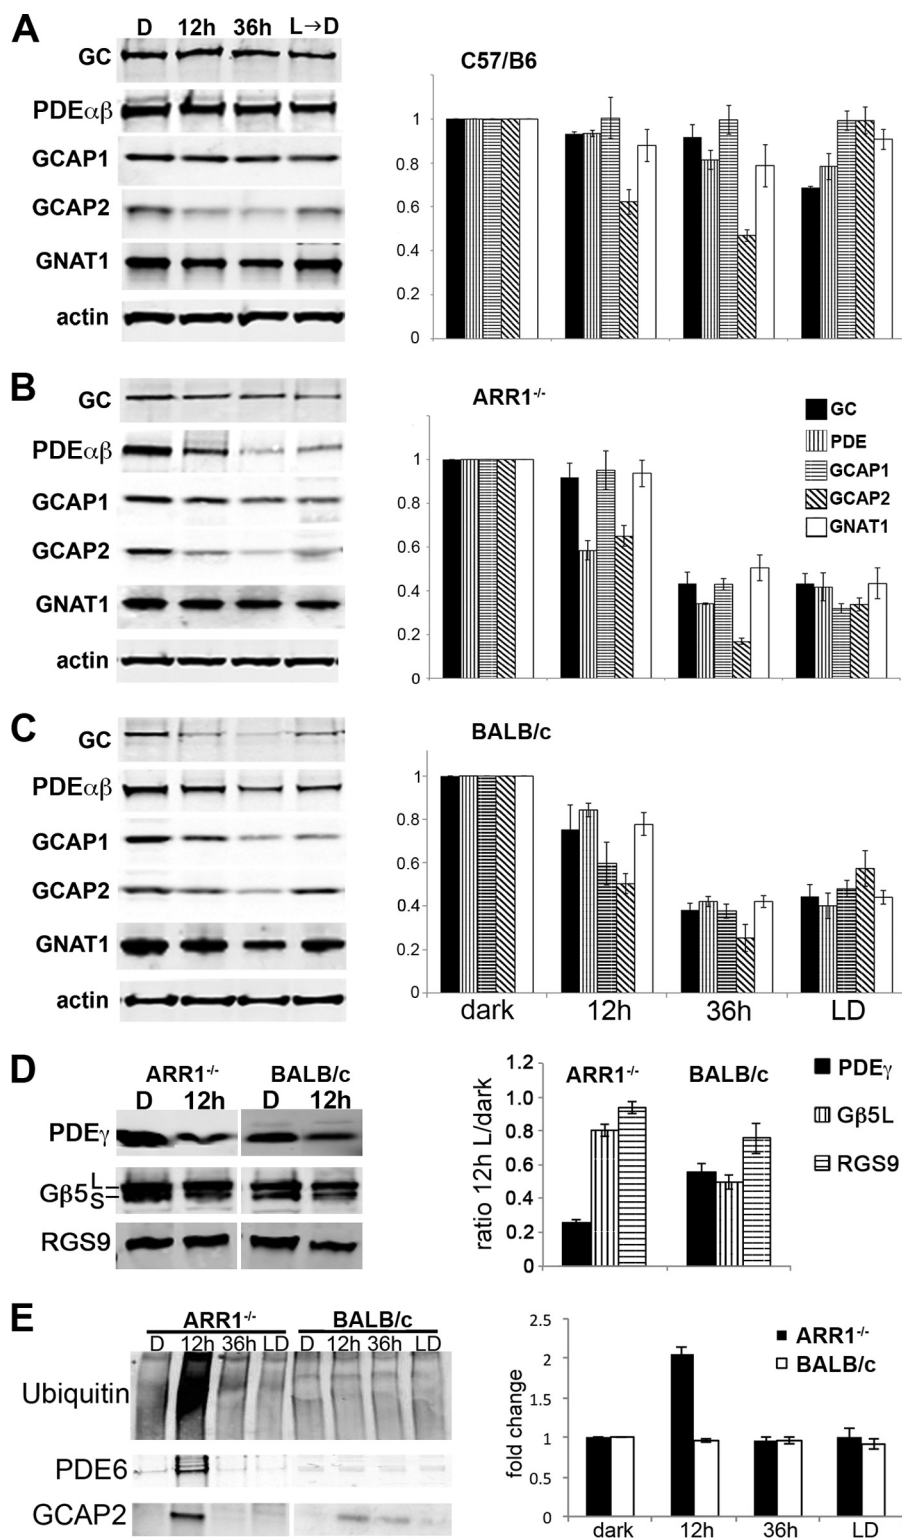 A
D 12h 36h L→D
GC
PDEαβ
GCAP1
GCAP2
GNAT1
actin
C57/B6
1
0.8
0.6
0.4
0.2
0
B
GC
PDEαβ
GCAP1
GCAP2
GNAT1
actin
ARR1-/-
1
0.8
0.6
0.4
0.2
0
GC
PDE
GCAP1
GCAP2
GNAT1
C
GC
PDEαβ
GCAP1
GCAP2
GNAT1
actin
BALB/c
1
0.8
0.6
0.4
0.2
0
dark 12h 36h LD
D
ARR1-/- BALB/c
D 12h D 12h
PDEγ
Gβ5 L
S
RGS9
ratio 12h L/dark
1.2
1.0
0.8
0.6
0.4
0.2
0
ARR1-/- BALB/c
PDEγ
Gβ5L
RGS9
E
ARR1-/- BALB/c
D 12h 36h LD D 12h 36h LD
Ubiquitin
PDE6
GCAP2
fold change
2.5
2
1.5
1
0.5
0
ARR1-/-
BALB/c
dark 12h 36h LD